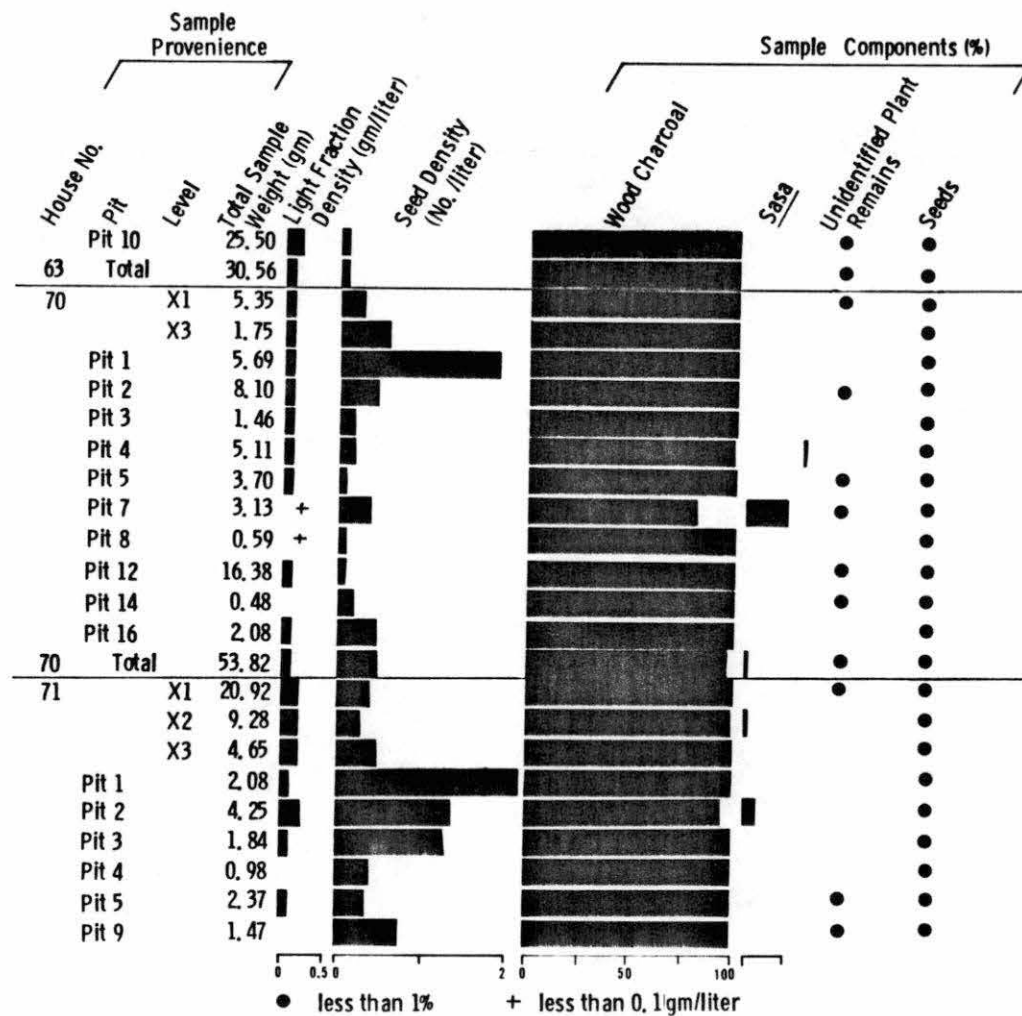 Sample
Provenience
Sample Components (%)
House No.
Pit
Level
Total Sample
Weight (gm)
Light Fraction
Density (gm/liter)
Seed Density
(No. /liter)
Wood Charcoal
Sasa
Unidentified Plant
Remains
Seeds
Pit 10 25. 50 ● ●
63 Total 30. 56 ● ●
70 X1 5. 35 ● ●
X3 1. 75 ●
Pit 1 5. 69 ●
Pit 2 8. 10 ● ●
Pit 3 1. 46 ●
Pit 4 5. 11 ●
Pit 5 3. 70 ● ●
Pit 7 3. 13 + ● ●
Pit 8 0. 59 + ●
Pit 12 16. 38 ● ●
Pit 14 0. 48 ● ●
Pit 16 2. 08 ●
70 Total 53. 82 ● ●
71 X1 20. 92 ● ●
X2 9. 28 ●
X3 4. 65 ●
Pit 1 2. 08 ●
Pit 2 4. 25 ●
Pit 3 1. 84 ●
Pit 4 0. 98 ●
Pit 5 2. 37 ● ●
Pit 9 1. 47 ● ●
0 0.5 0 2 0 50 100
● less than 1% + less than 0. 1 gm/liter